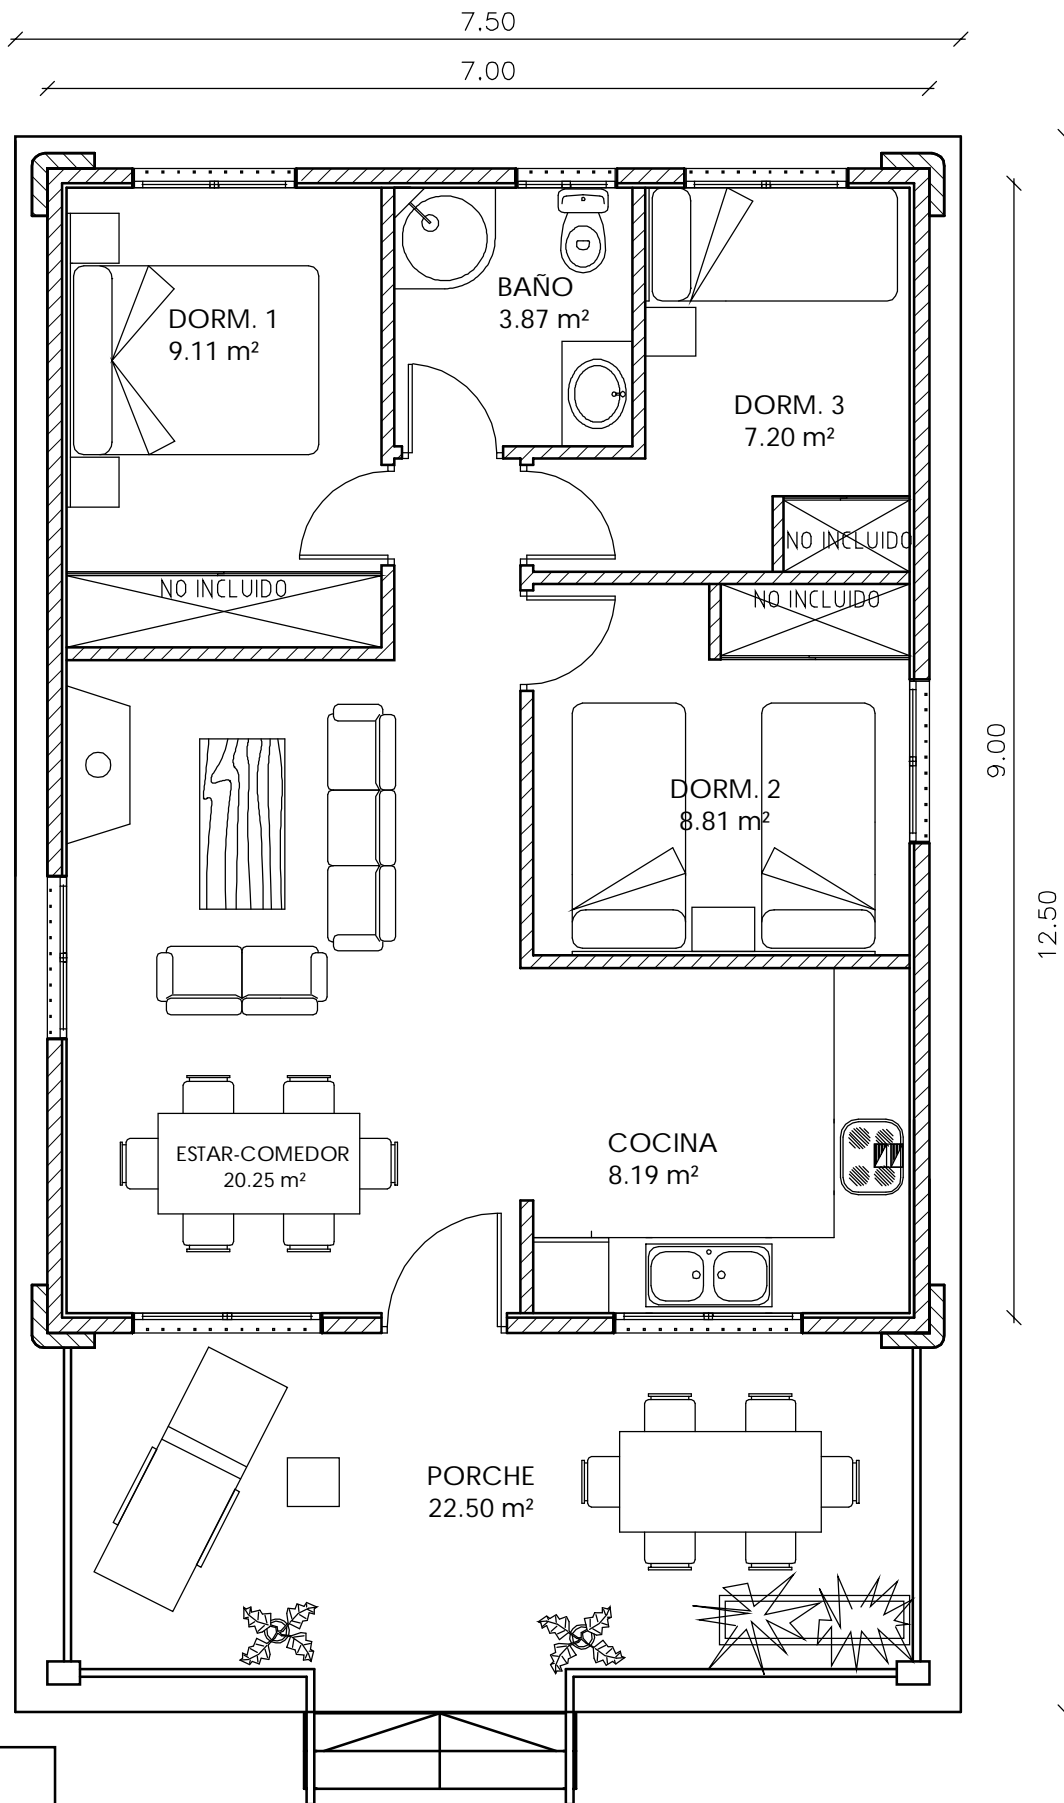 7.50
7.00
BAÑO
3.87 m²
DORM. 1
9.11 m²
DORM. 3
7.20 m²
NO INCLUIDO
NO INCLUIDO
NO INCLUIDO
9.00
DORM. 2
8.81 m²
12.50
ESTAR-COMEDOR
20.25 m²
COCINA
8.19 m²
PORCHE
22.50 m²